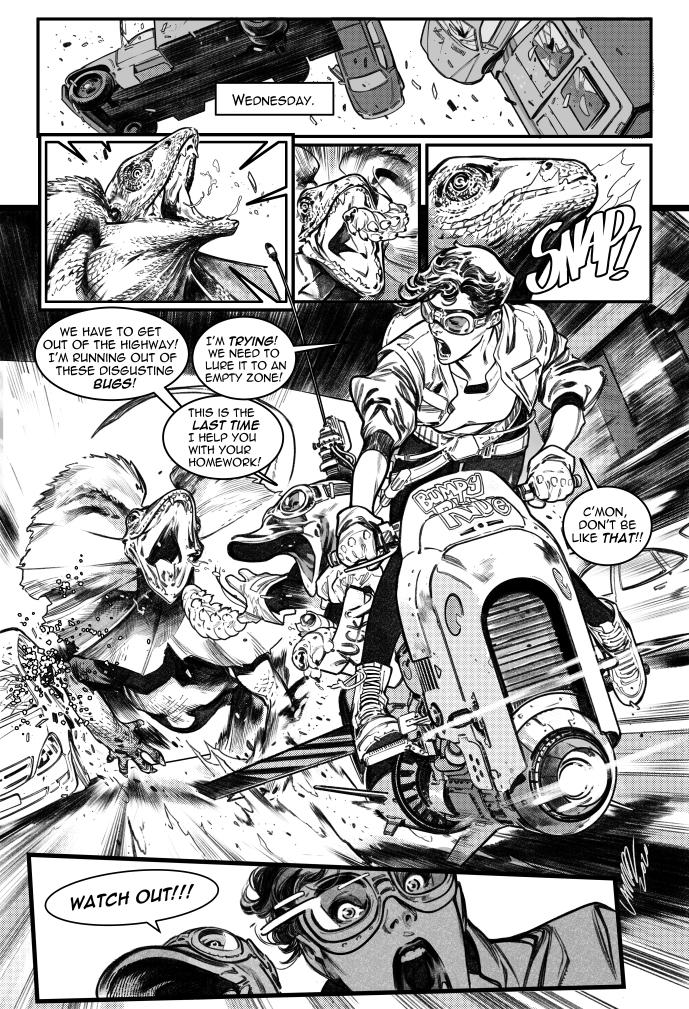 WEDNESDAY.
SNAP!
WE HAVE TO GET
OUT OF THE HIGHWAY!
I'M RUNNING OUT OF
THESE DISGUSTING
BUGS!
I'M TRYING!
WE NEED TO
LURE IT TO AN
EMPTY ZONE!
THIS IS THE
LAST TIME
I HELP YOU
WITH YOUR
HOMEWORK!
BUMPY
RIDE
C'MON,
DON'T BE
LIKE THAT!!
WATCH OUT!!!